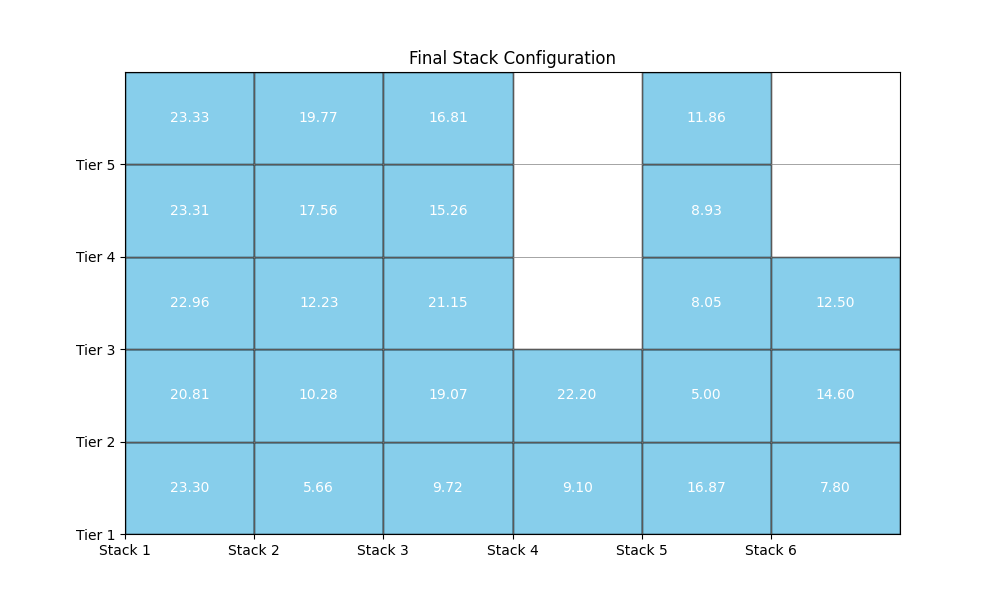 Final Stack Configuration
23.33 19.77 16.81 11.86
Tier 5
23.31 17.56 15.26 8.93
Tier 4
22.96 12.23 21.15 8.05 12.50
Tier 3
20.81 10.28 19.07 22.20 5.00 14.60
Tier 2
23.30 5.66 9.72 9.10 16.87 7.80
Tier 1
Stack 1 Stack 2 Stack 3 Stack 4 Stack 5 Stack 6